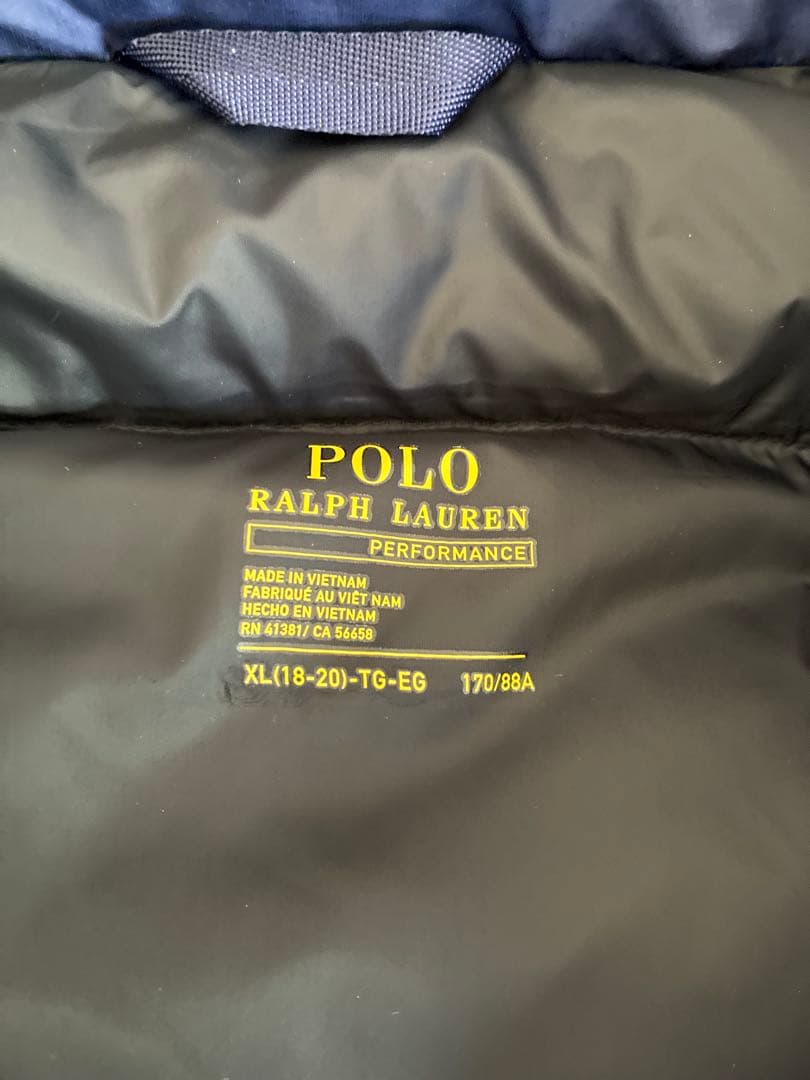 POLO
RALPH LAUREN
PERFORMANCE
MADE IN VIETNAM
FABRIQUÉ AU VIÊT NAM
HECHO EN VIETNAM
RN 41381/ CA 56658
XL(18-20)-TG-EG 170/88A